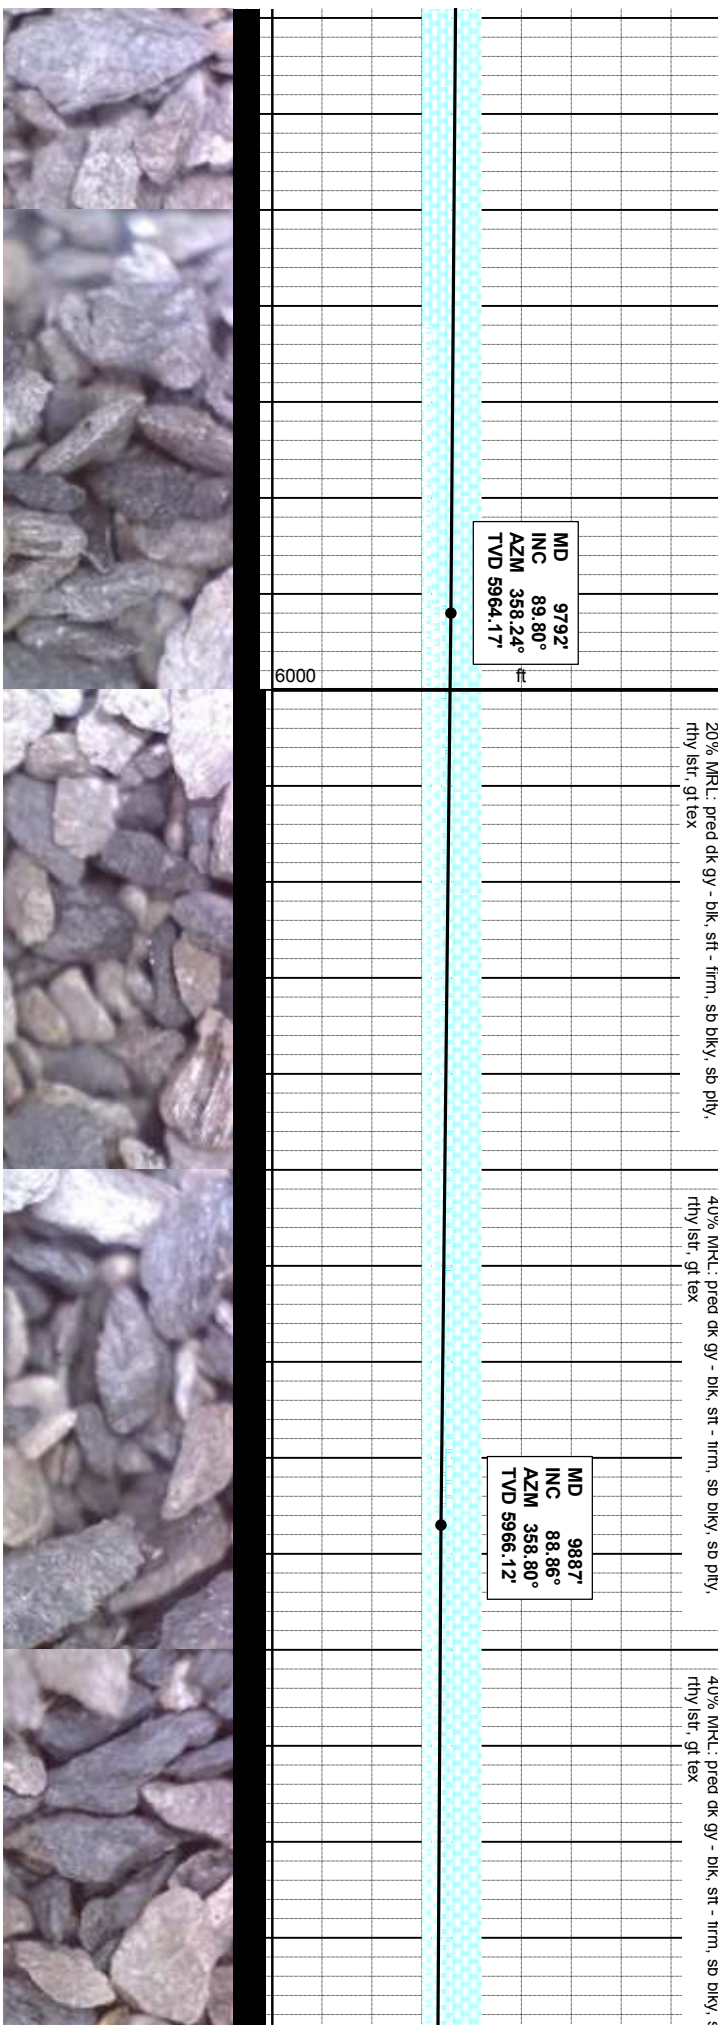 MD 9792'
INC 89.80°
AZM 358.24°
TVD 5964.17'
6000
ft
20% MRL: pred dk gy - blk, sft - firm, sb blky, sb plty,
rthy lstr, gt tex
40% MRL: pred dk gy - blk, sft - firm, sb blky, sb plty,
rthy lstr, gt tex
MD 9887'
INC 88.86°
AZM 358.80°
TVD 5966.12'
40% MRL: pred dk gy - blk, sft - firm, sb blky, s
rthy lstr, gt tex